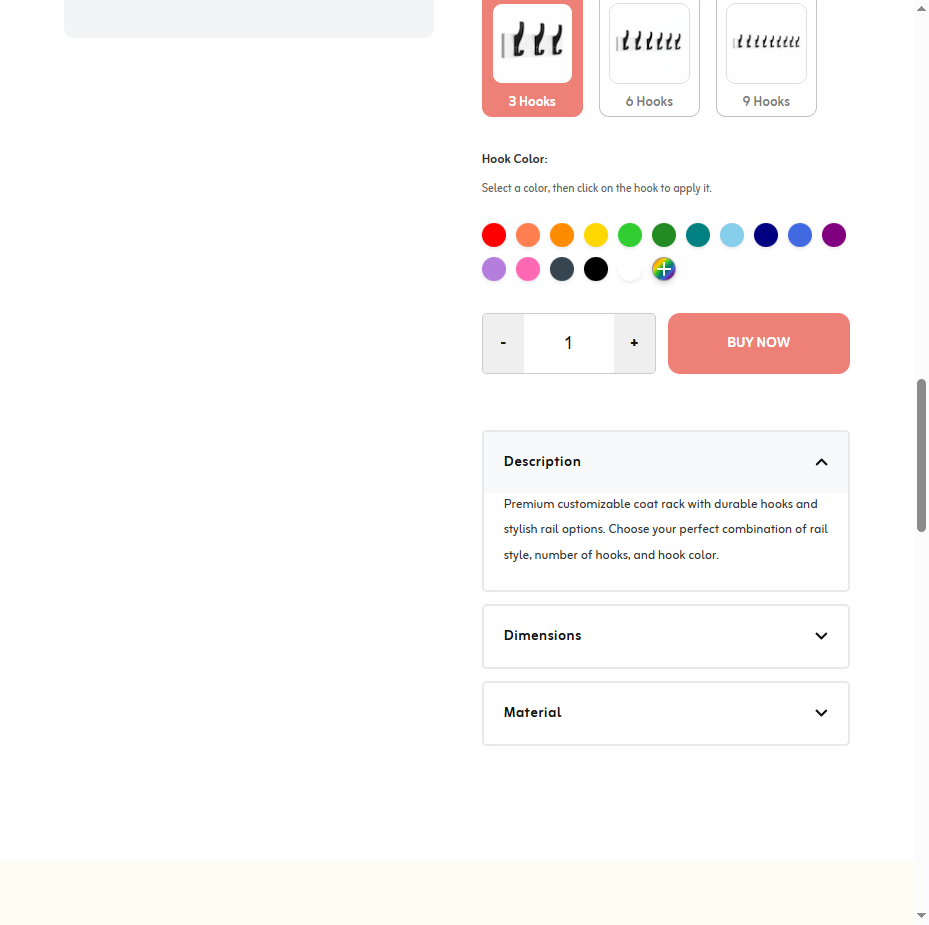 3 Hooks
6 Hooks
9 Hooks
Hook Color:
Select a color, then click on the hook to apply it.
-
1
+
BUY NOW
Description
Premium customizable coat rack with durable hooks and
stylish rail options. Choose your perfect combination of rail
style, number of hooks, and hook color.
Dimensions
Material